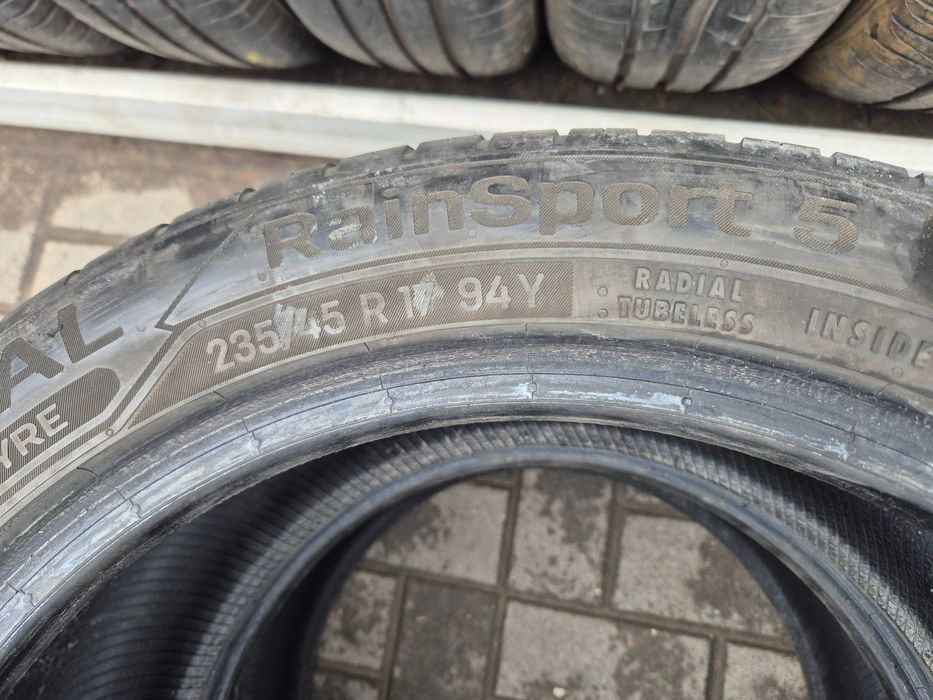 RainSport 5
235/45 R 17 94Y
RADIAL
TUBELESS
INSIDE
AL
YRE